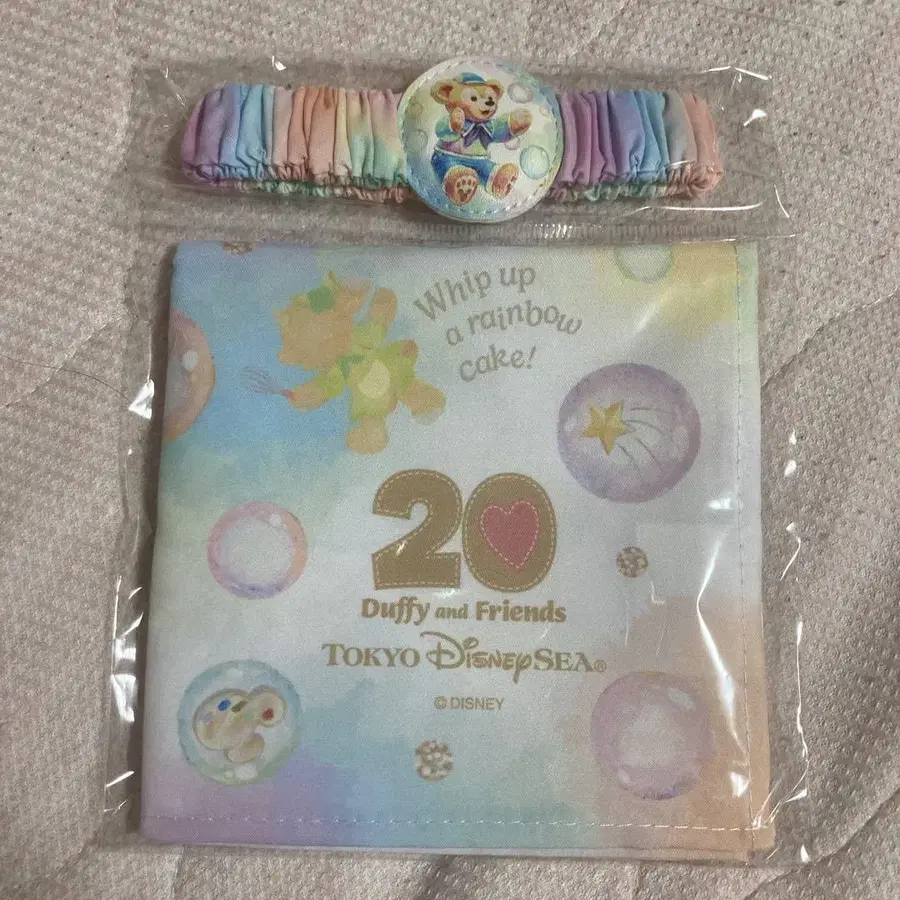 Whip up
a rainbow
cake!
20
Duffy and Friends
TOKYO DISNEYSEA®
© DISNEY